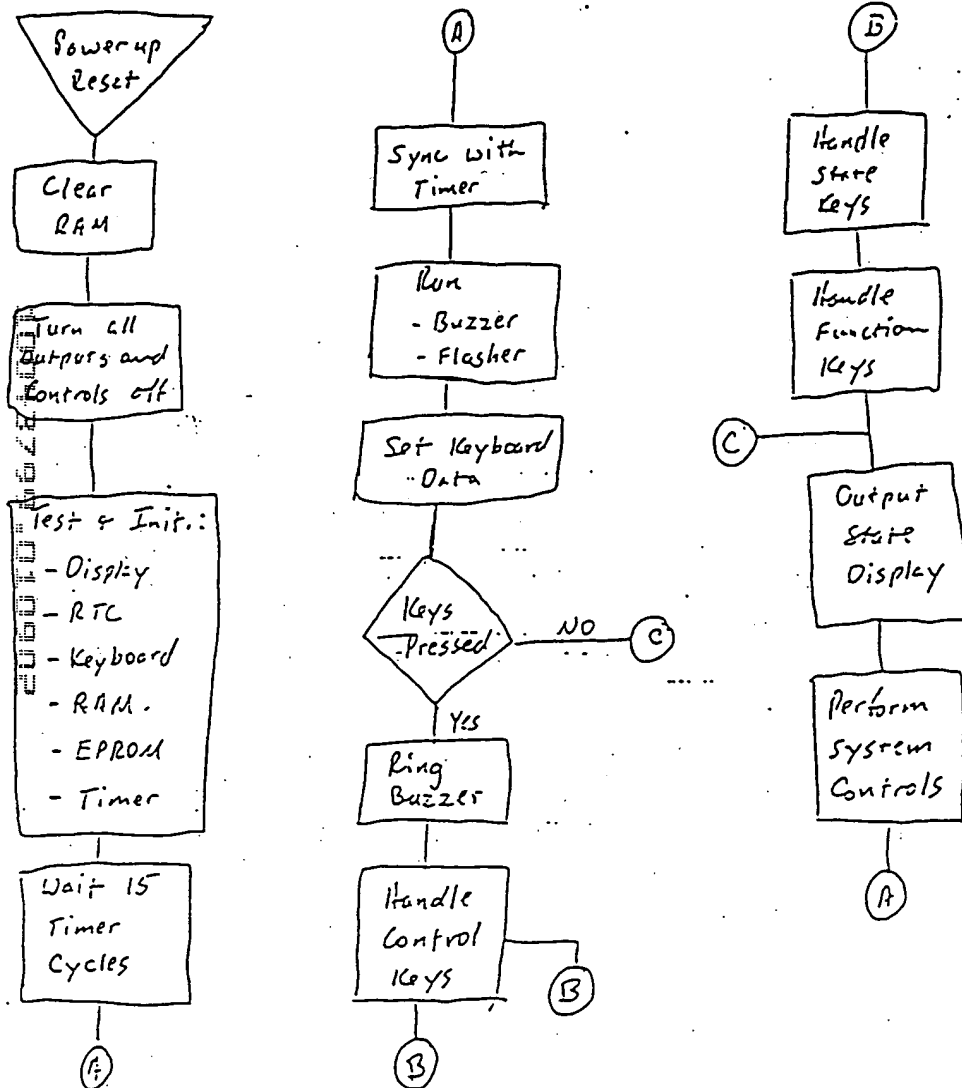 Power up
Reset
Clear
RAM
Turn all
outputs and
Controls off
Test & Init.:
- Display
- RTC
- Keyboard
- RAM.
- EPROM
- Timer
Wait 15
Timer
Cycles
A
A
Sync with
Timer
Run
- Buzzer
- Flasher
Set Keyboard
Data
Keys
Pressed
NO
C
Yes
Ring
Buzzer
Handle
Control
Keys
B
B
B
Handle
State
Keys
Handle
Function
Keys
C
Output
State
Display
Perform
System
Controls
A